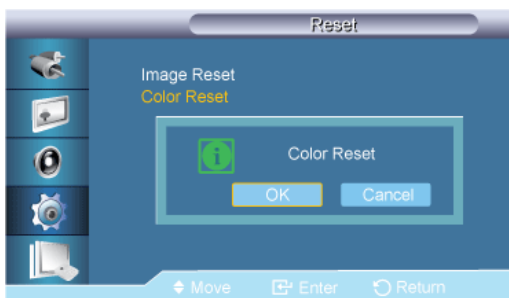 Reset
Image Reset
Color Reset
Color Reset
OK Cancel
Move Enter Return